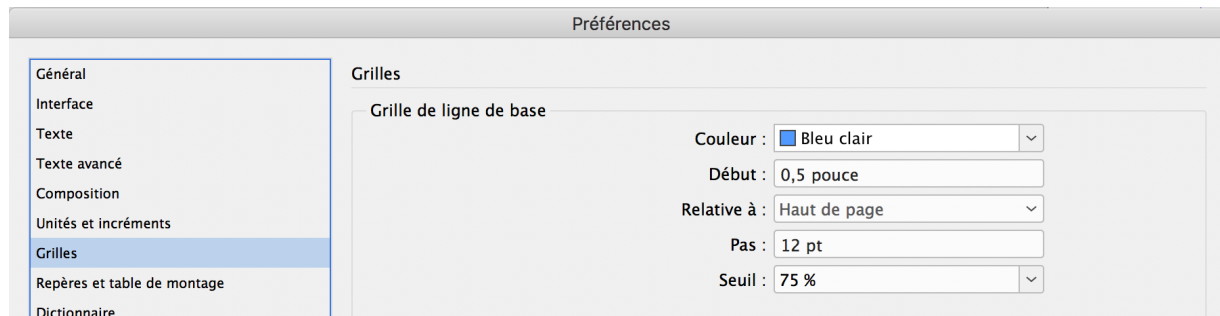 Préférences
Général
Interface
Texte
Texte avancé
Composition
Unités et incréments
Grilles
Repères et table de montage
Dictionnaire
Grilles
Grille de ligne de base
Couleur : Bleu clair
Début : 0,5 pouce
Relative à : Haut de page
Pas : 12 pt
Seuil : 75 %